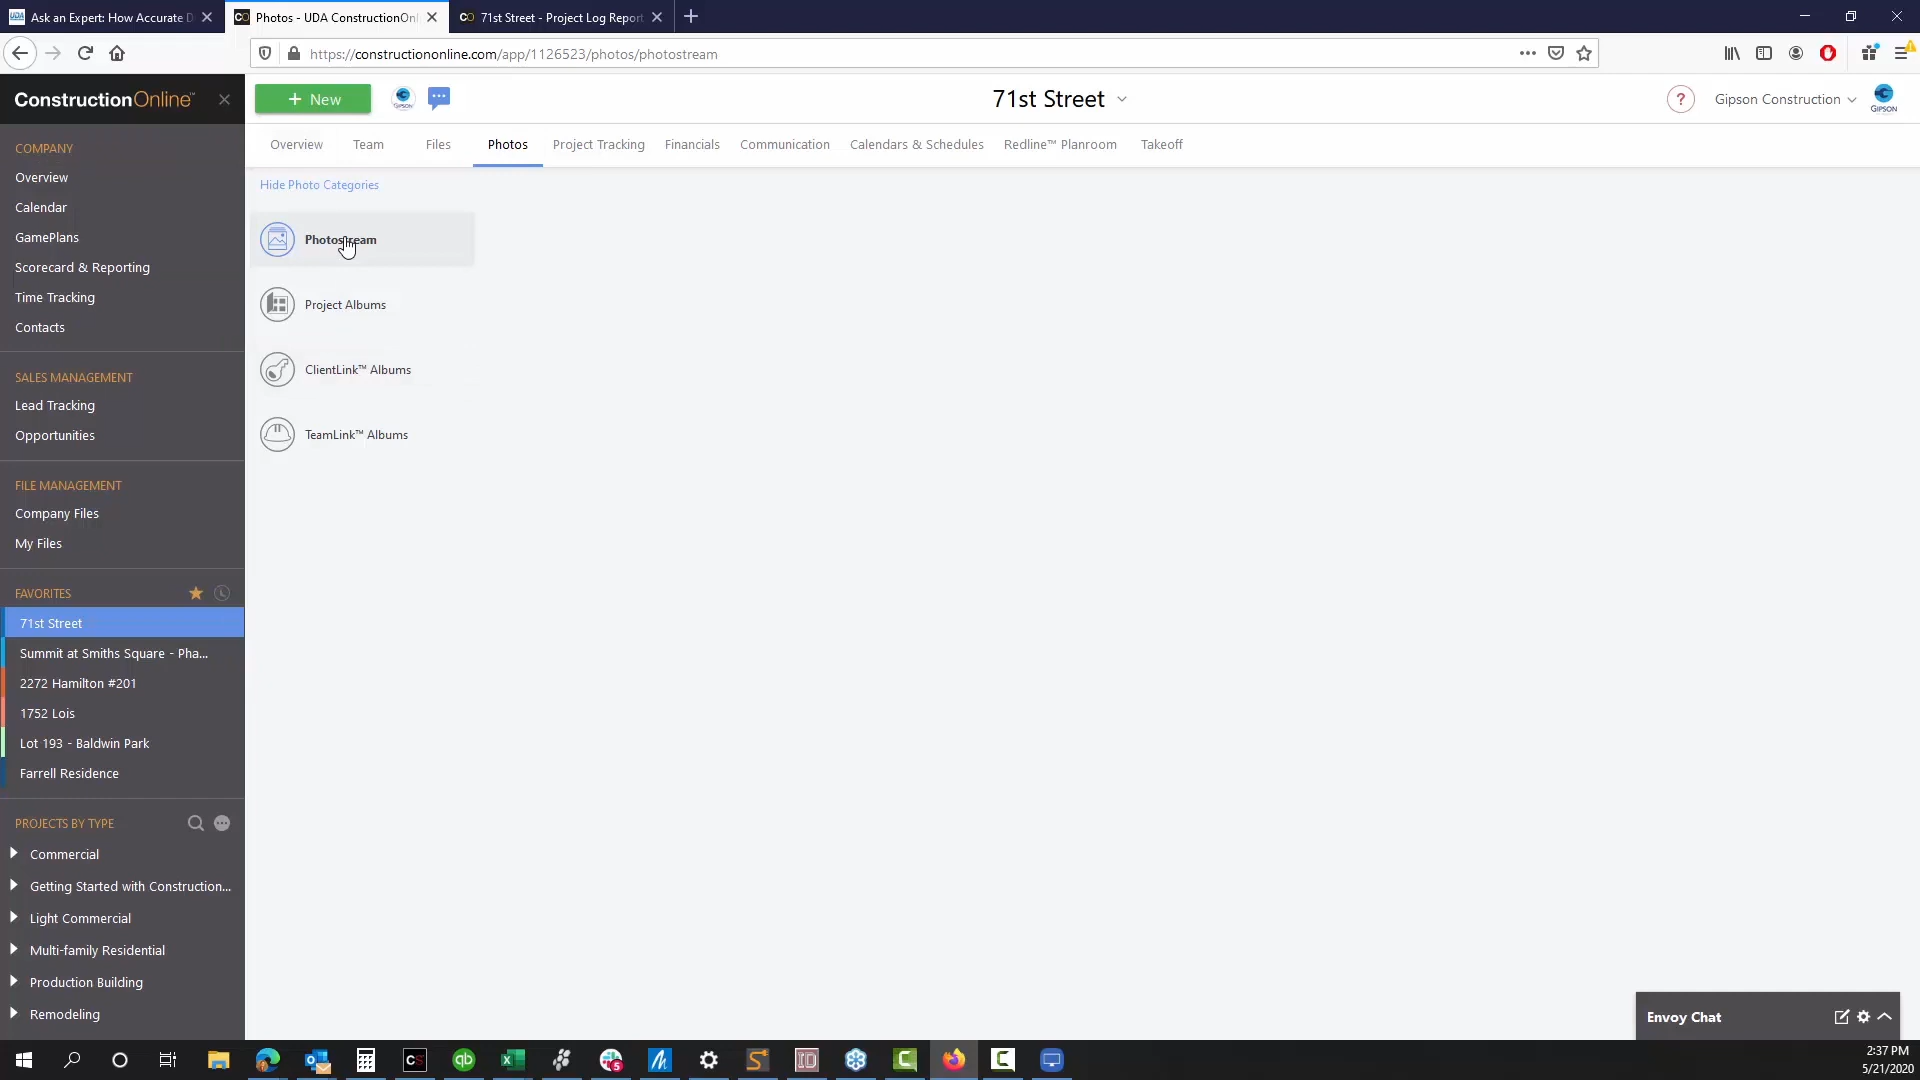 Ask an Expert: How Accurate D
Photos - UDA ConstructionOnl
71st Street - Project Log Report
https://constructiononline.com/app/1126523/photos/photostream
ConstructionOnline™
+ New
71st Street
?
Gipson Construction
GIPSON
Overview
Team
Files
Photos
Project Tracking
Financials
Communication
Calendars & Schedules
Redline™ Planroom
Takeoff
Hide Photo Categories
Photostream
Project Albums
ClientLink™ Albums
TeamLink™ Albums
COMPANY
Overview
Calendar
GamePlans
Scorecard & Reporting
Time Tracking
Contacts
SALES MANAGEMENT
Lead Tracking
Opportunities
FILE MANAGEMENT
Company Files
My Files
FAVORITES
71st Street
Summit at Smiths Square - Pha...
2272 Hamilton #201
1752 Lois
Lot 193 - Baldwin Park
Farrell Residence
PROJECTS BY TYPE
Commercial
Getting Started with Construction...
Light Commercial
Multi-family Residential
Production Building
Remodeling
Envoy Chat
2:37 PM
5/21/2020